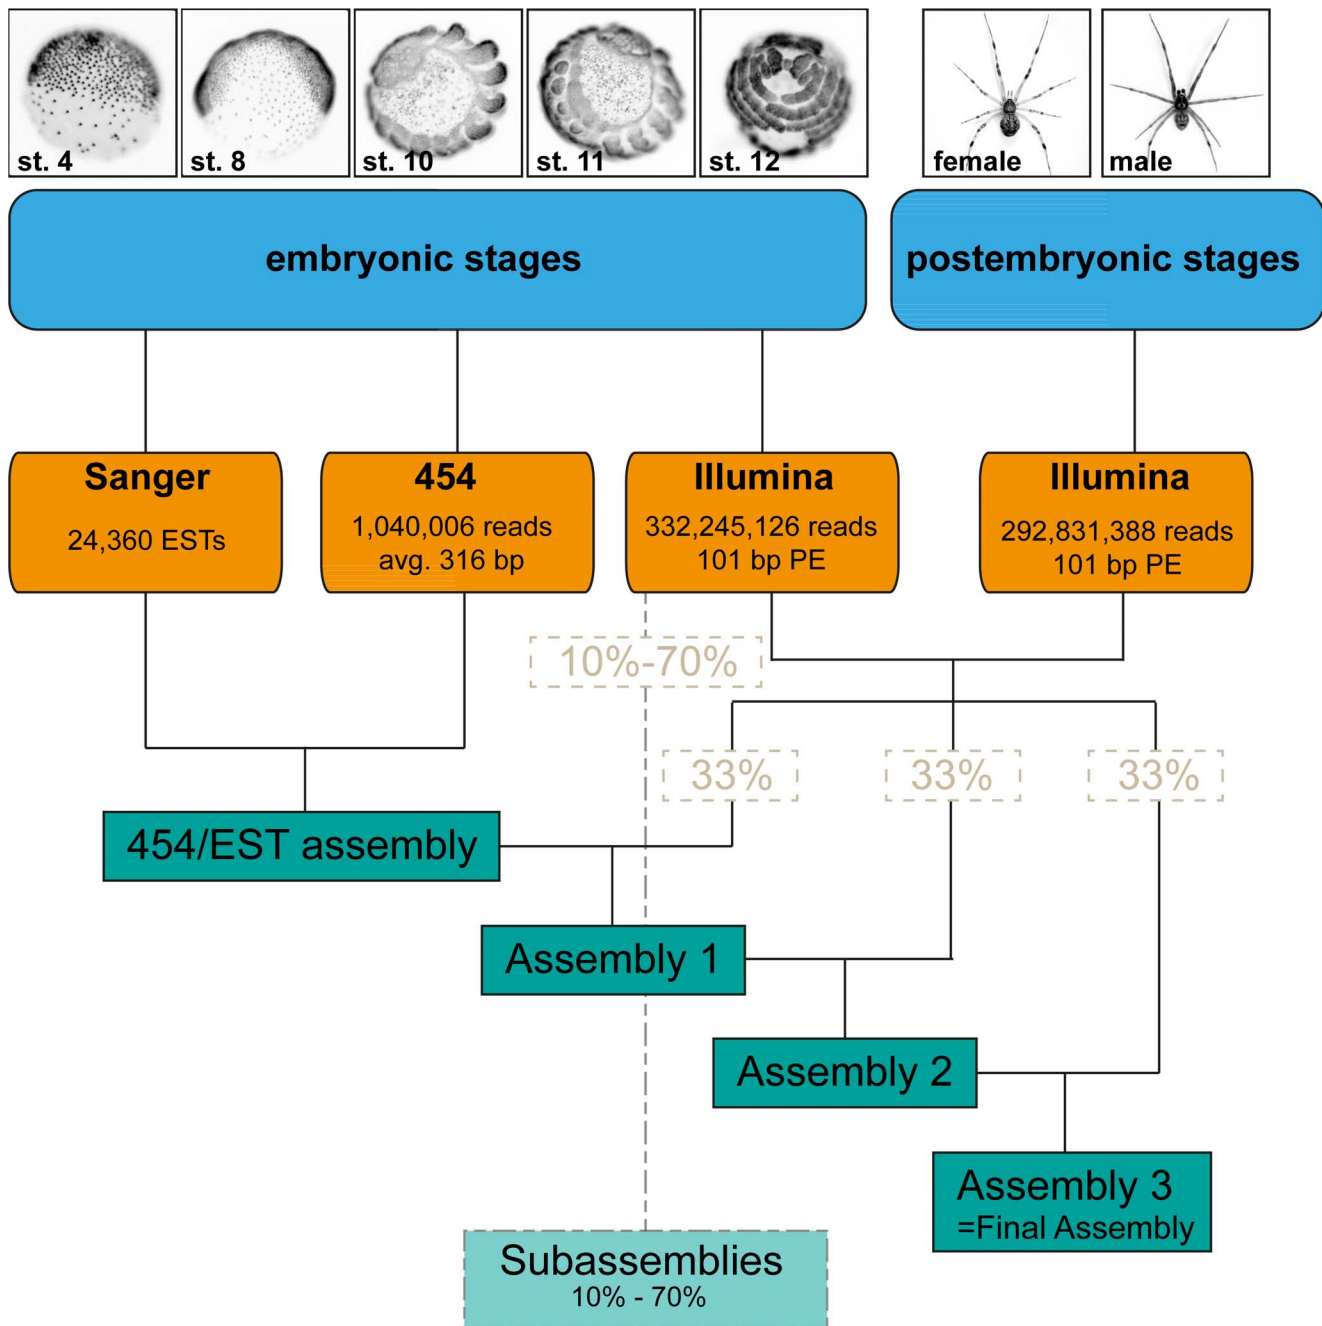 st. 4
st. 8
st. 10
st. 11
st. 12
female
male
embryonic stages
postembryonic stages
Sanger
24,360 ESTs
454
1,040,006 reads
avg. 316 bp
Illumina
332,245,126 reads
101 bp PE
Illumina
292,831,388 reads
101 bp PE
10%-70%
33%
33%
33%
454/EST assembly
Assembly 1
Assembly 2
Assembly 3
=Final Assembly
Subassemblies
10% - 70%